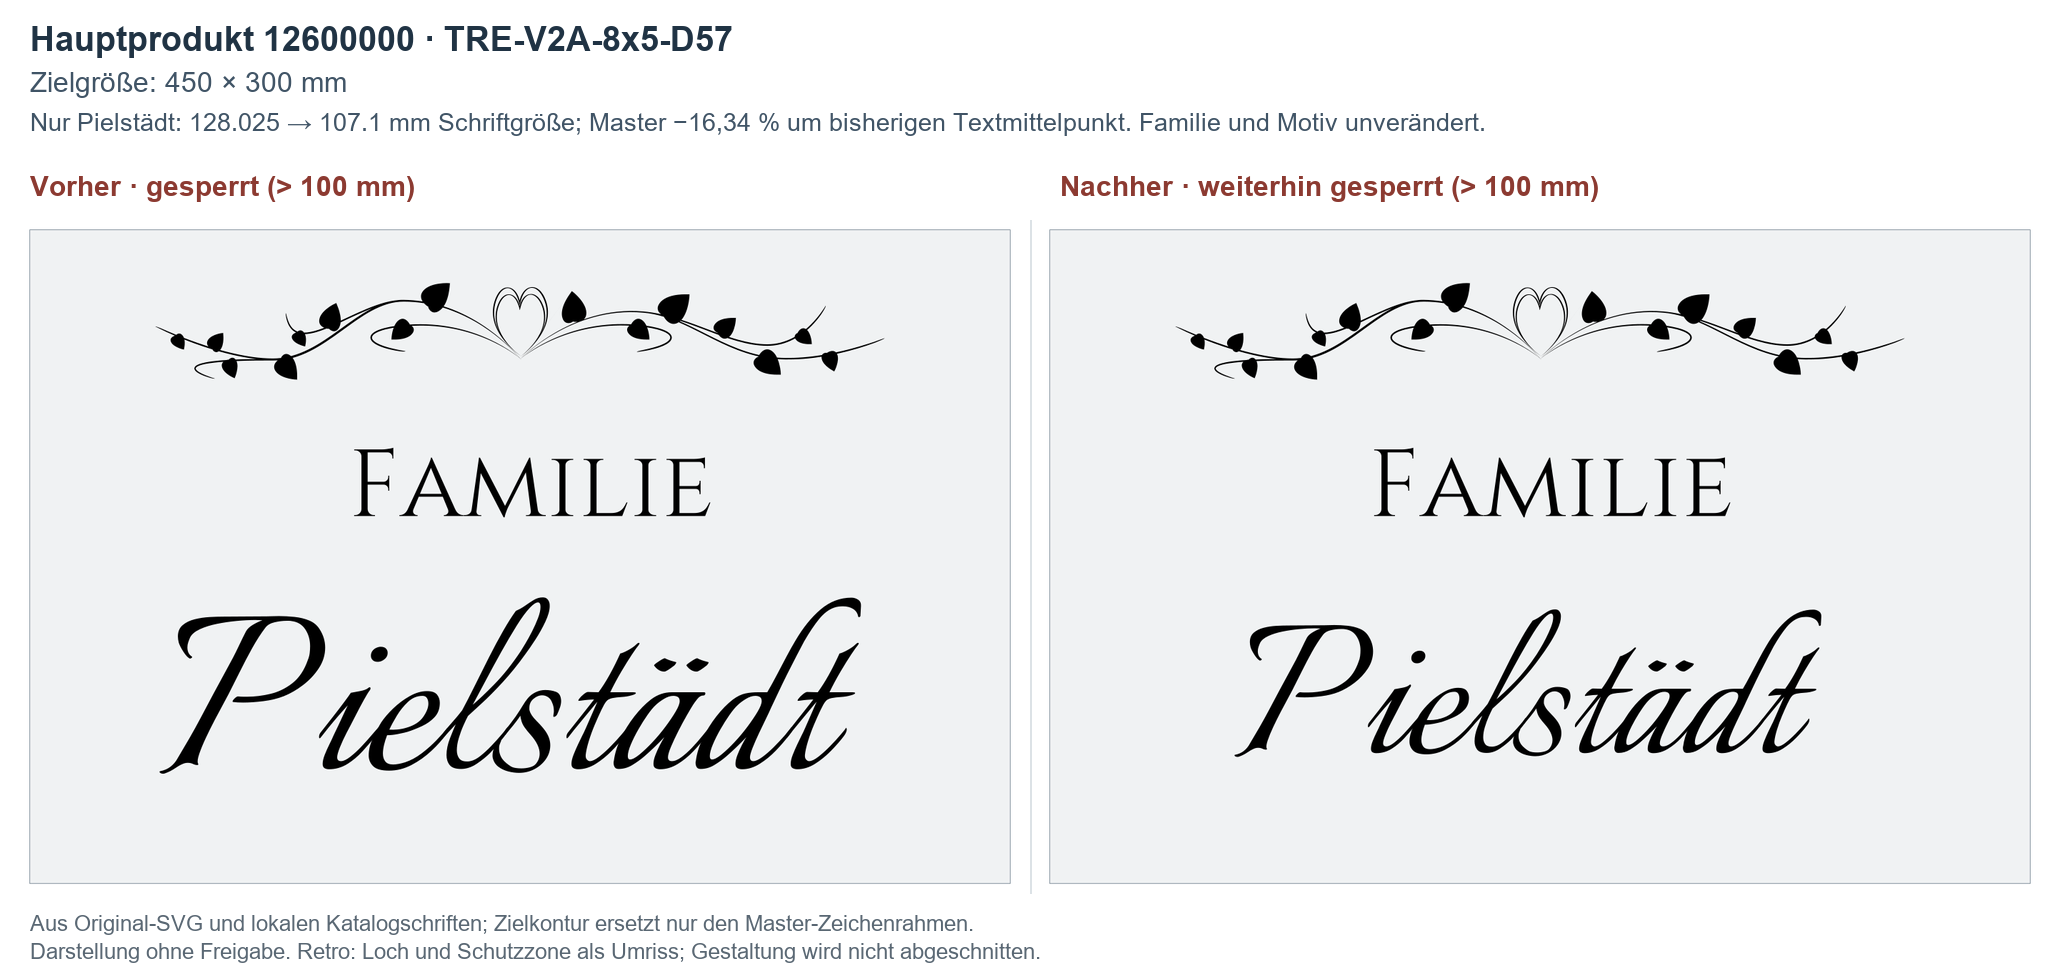 Hauptprodukt 12600000 · TRE-V2A-8x5-D57
Zielgröße: 450 × 300 mm
Nur Pielstädt: 128.025 → 107.1 mm Schriftgröße; Master −16,34 % um bisherigen Textmittelpunkt. Familie und Motiv unverändert.
Vorher · gesperrt (> 100 mm)
Familie
Pielstädt
Nachher · weiterhin gesperrt (> 100 mm)
Familie
Pielstädt
Aus Original-SVG und lokalen Katalogschriften; Zielkontur ersetzt nur den Master-Zeichenrahmen.
Darstellung ohne Freigabe. Retro: Loch und Schutzzone als Umriss; Gestaltung wird nicht abgeschnitten.